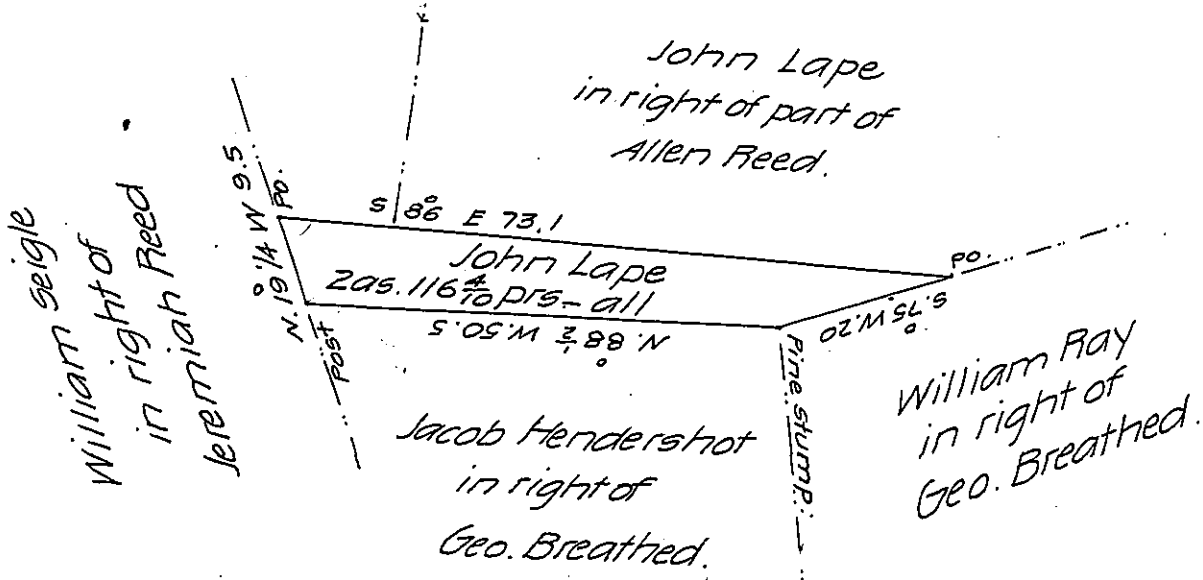 John Lape
in right of part of
Allen Reed.
William Seigle
in right of
Jeremiah Reed
N. 19 1/4° W 9.5
PO.
S 86° E 73.1
PO.
John Lape
2as. 116 4/10 prs- all
N. 88 1/2° W. 50.5
S. 75° W. 20
Post
Pine stump.
Jacob Hendershot
in right of
Geo. Breathed.
William Ray
in right of
Geo. Breathed.